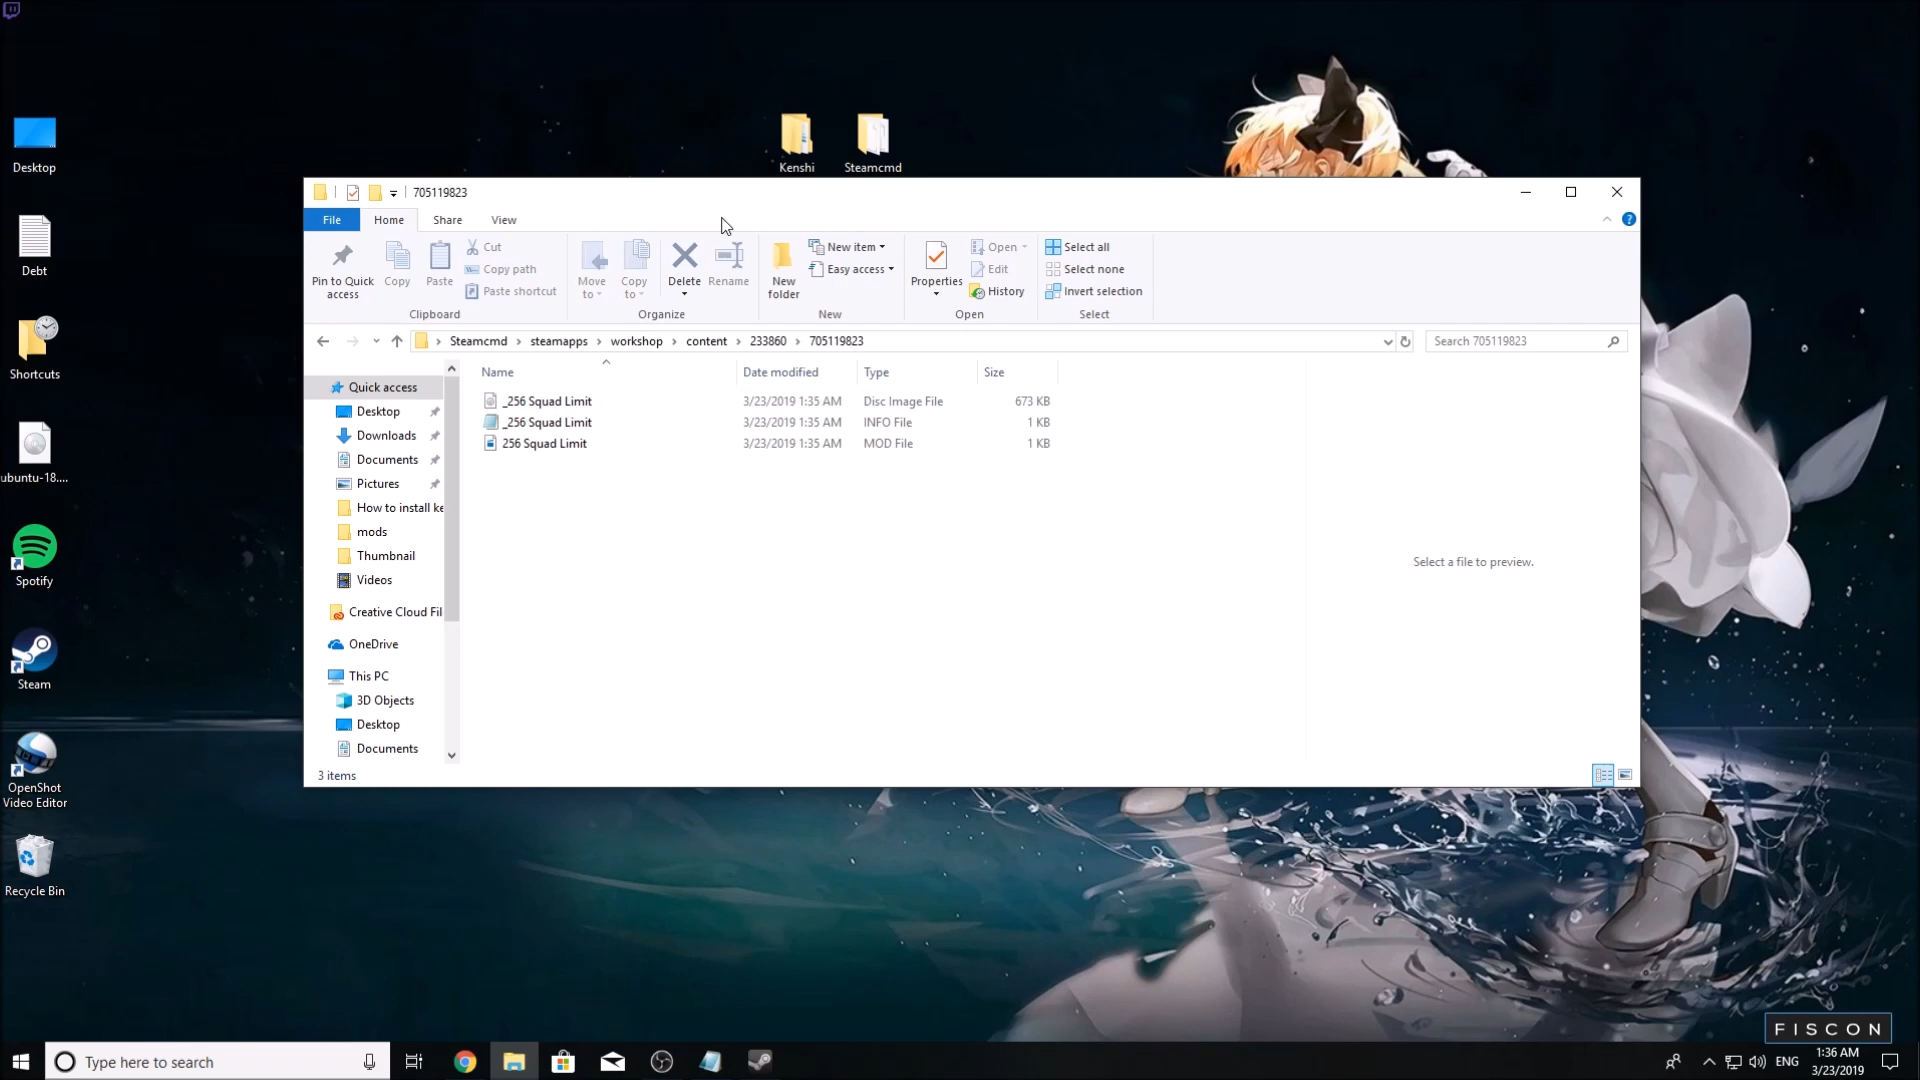 Desktop
Kenshi
Steamcmd
705119823
File
Home
Share
View
Debt
Pin to Quick
access
Copy
Paste
Cut
Copy path
Paste shortcut
Clipboard
Move
to
Copy
to
Delete
Rename
Organize
New
folder
New item
Easy access
New
Properties
Open
Edit
History
Open
Select all
Select none
Invert selection
Select
Steamcmd
steamapps
workshop
content
233860
705119823
Search 705119823
Shortcuts
Name
Date modified
Type
Size
_256 Squad Limit 3/23/2019 1:35 AM Disc Image File 673 KB
_256 Squad Limit 3/23/2019 1:35 AM INFO File 1 KB
256 Squad Limit 3/23/2019 1:35 AM MOD File 1 KB
Quick access
Desktop
Downloads
Documents
Pictures
How to install ke
mods
Thumbnail
Videos
Creative Cloud Fil
OneDrive
This PC
3D Objects
Desktop
Documents
Select a file to preview.
3 items
ubuntu-18....
Spotify
Steam
OpenShot
Video Editor
Recycle Bin
FISCON
Type here to search
ENG
1:36 AM
3/23/2019